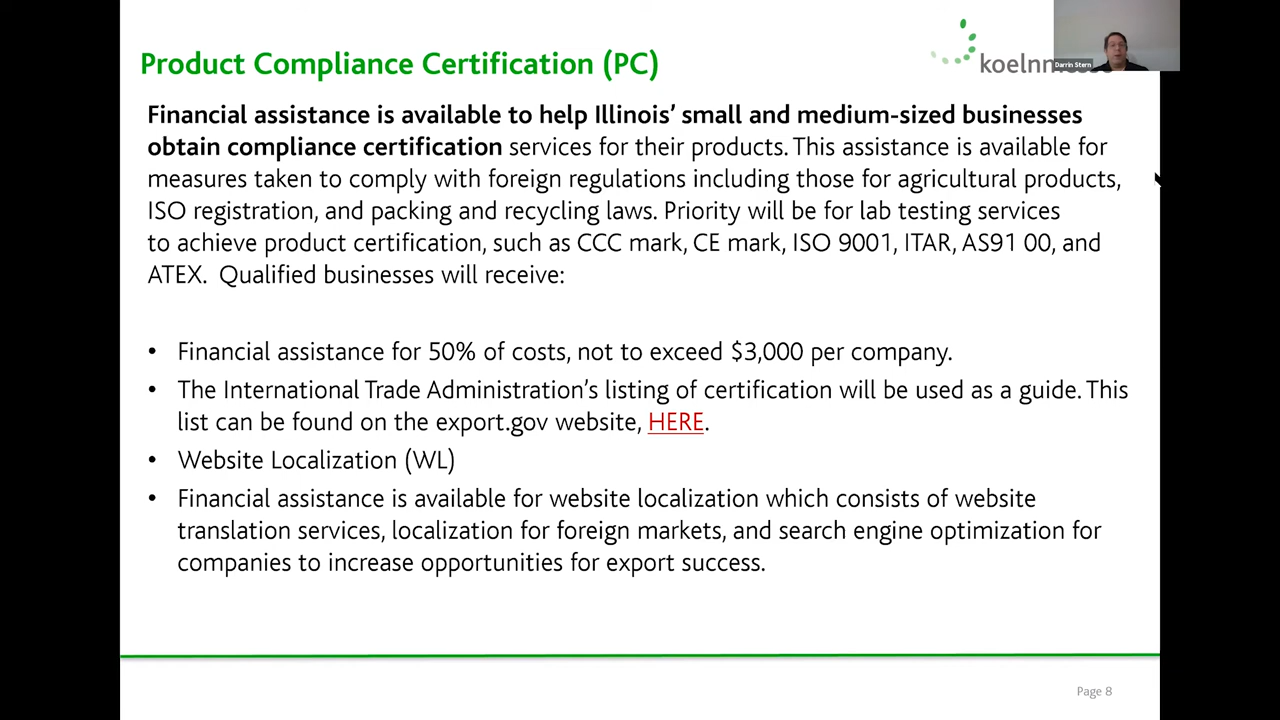 Product Compliance Certification (PC)
Darrin Stern
Financial assistance is available to help Illinois’ small and medium-sized businesses
obtain compliance certification services for their products. This assistance is available for
measures taken to comply with foreign regulations including those for agricultural products,
ISO registration, and packing and recycling laws. Priority will be for lab testing services
to achieve product certification, such as CCC mark, CE mark, ISO 9001, ITAR, AS91 00, and
ATEX. Qualified businesses will receive:
• Financial assistance for 50% of costs, not to exceed $3,000 per company.
• The International Trade Administration’s listing of certification will be used as a guide. This
list can be found on the export.gov website, HERE.
• Website Localization (WL)
• Financial assistance is available for website localization which consists of website
translation services, localization for foreign markets, and search engine optimization for
companies to increase opportunities for export success.
Page 8